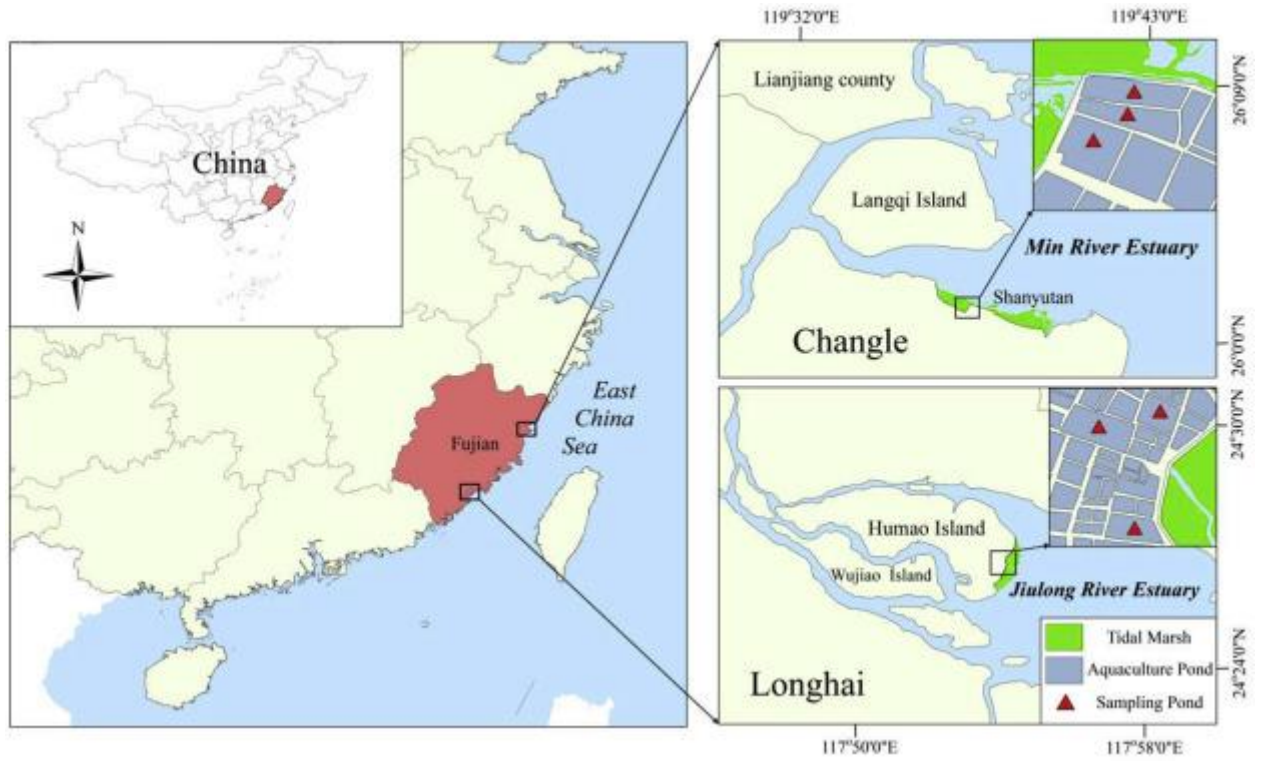 119°32'0"E
119°43'0"E
China
N
Fujian
East
China
Sea
Lianjiang county
Langqi Island
Min River Estuary
Shanyutan
Changle
26°09'0"N
26°0'0"N
Humao Island
Wujiao Island
Jiulong River Estuary
Longhai
Tidal Marsh
Aquaculture Pond
Sampling Pond
24°30'0"N
24°24'0"N
117°50'0"E
117°58'0"E